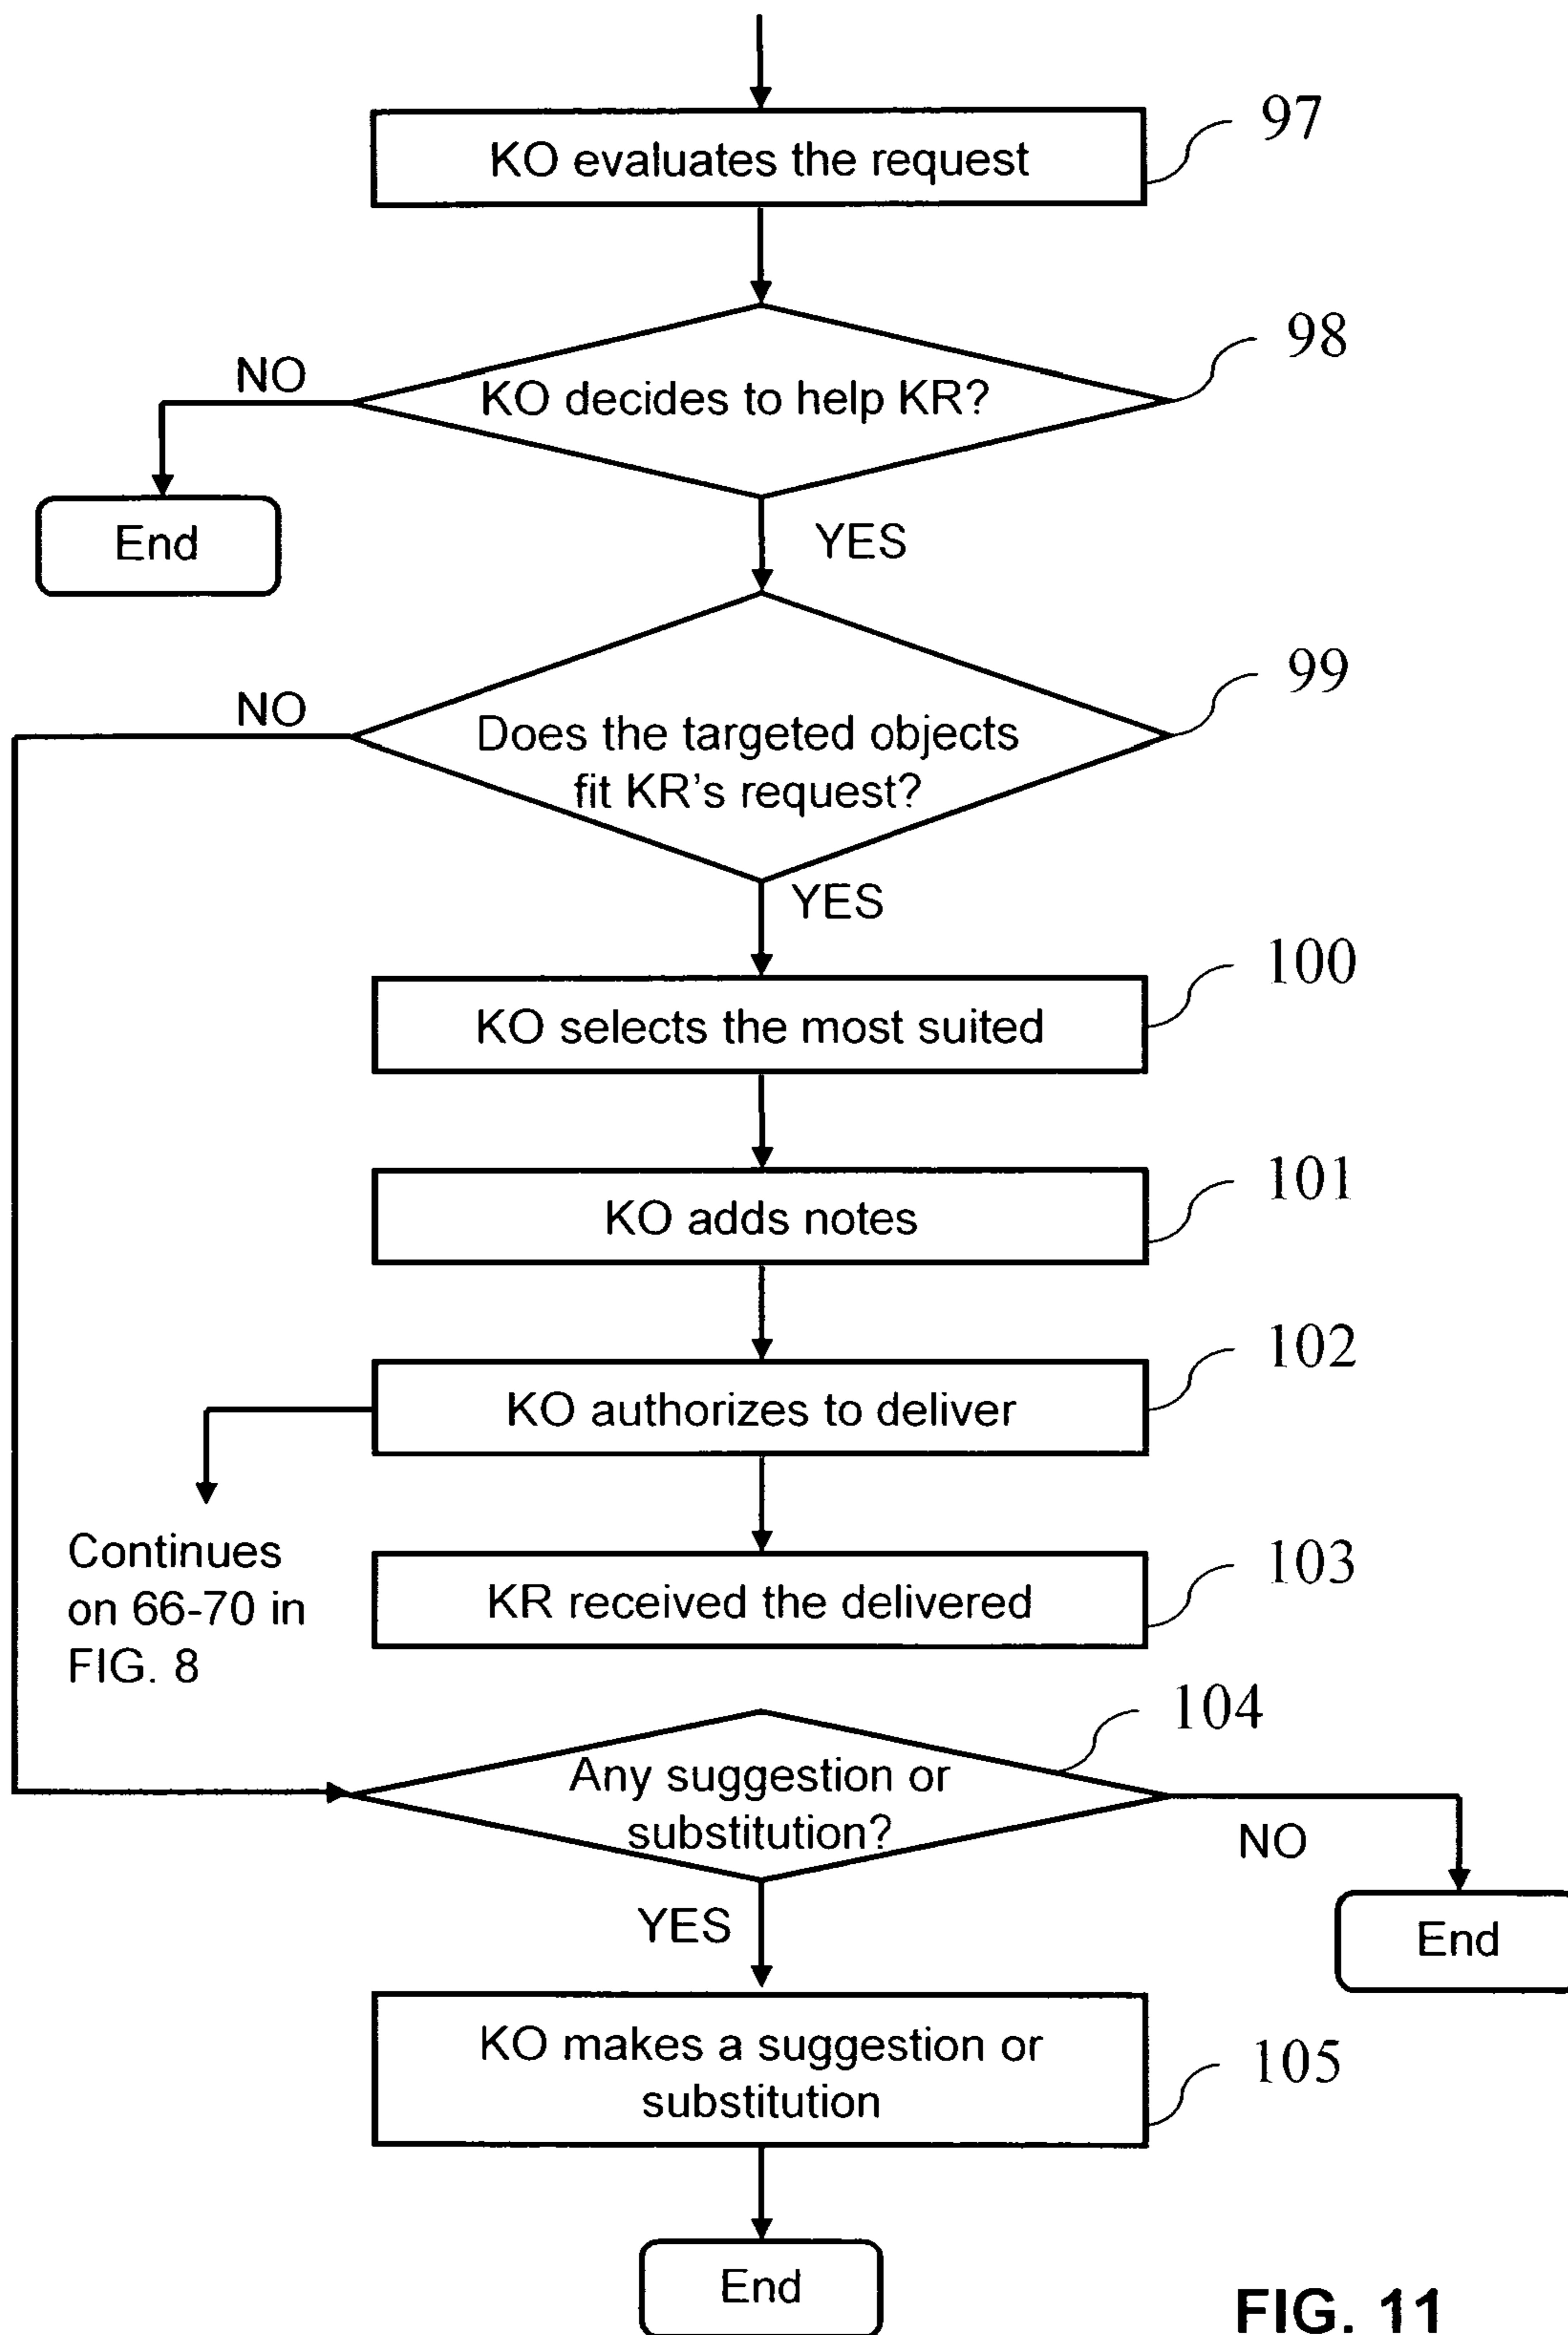 KO evaluates the request
97
98
NO
KO decides to help KR?
End
YES
99
NO
Does the targeted objects
fit KR's request?
YES
100
KO selects the most suited
101
KO adds notes
102
KO authorizes to deliver
Continues
on 66-70 in
FIG. 8
103
KR received the delivered
104
Any suggestion or
substitution?
NO
YES
End
KO makes a suggestion or
substitution
105
End
FIG. 11